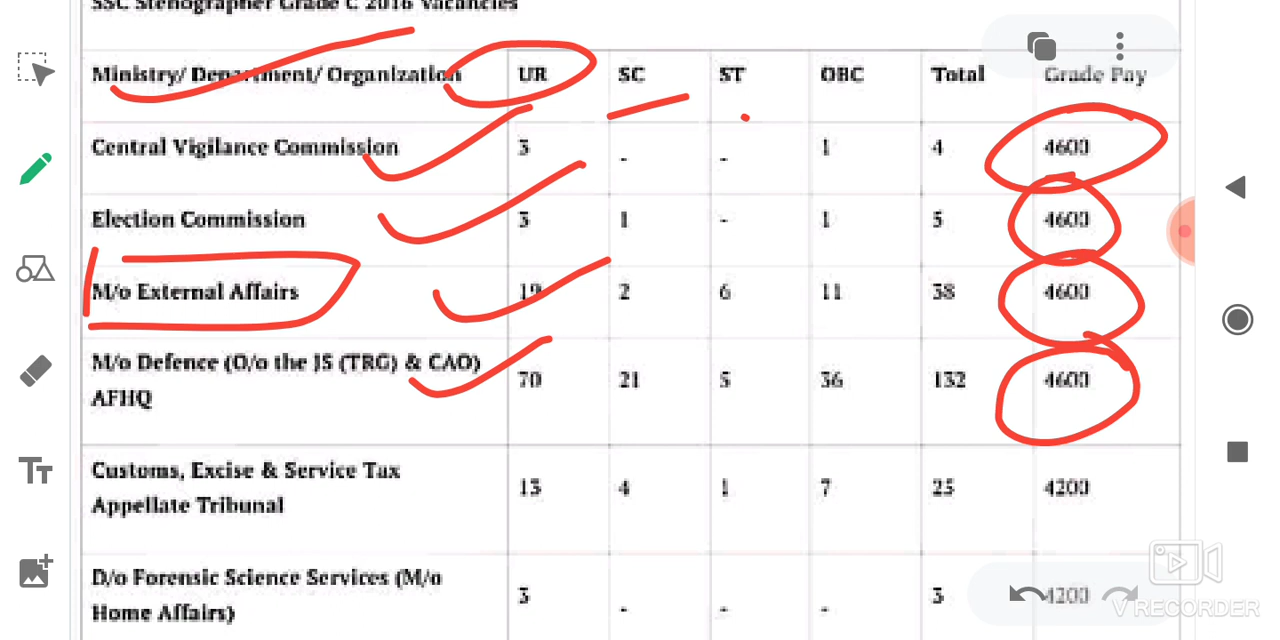 SSC Stenographer Grade C 2016 Vacancies
Ministry/ Department/ Organization UR SC ST OBC Total Grade Pay
Central Vigilance Commission 3 - - 1 4 4600
Election Commission 3 1 - 1 5 4600
M/o External Affairs 19 2 6 11 38 4600
M/o Defence (O/o the JS (TRG) & CAO)
AFHQ 70 21 5 36 132 4600
Customs, Excise & Service Tax
Appellate Tribunal 13 4 1 7 25 4200
D/o Forensic Science Services (M/o
Home Affairs) 3 - - - 3 4200
TT
V RECORDER